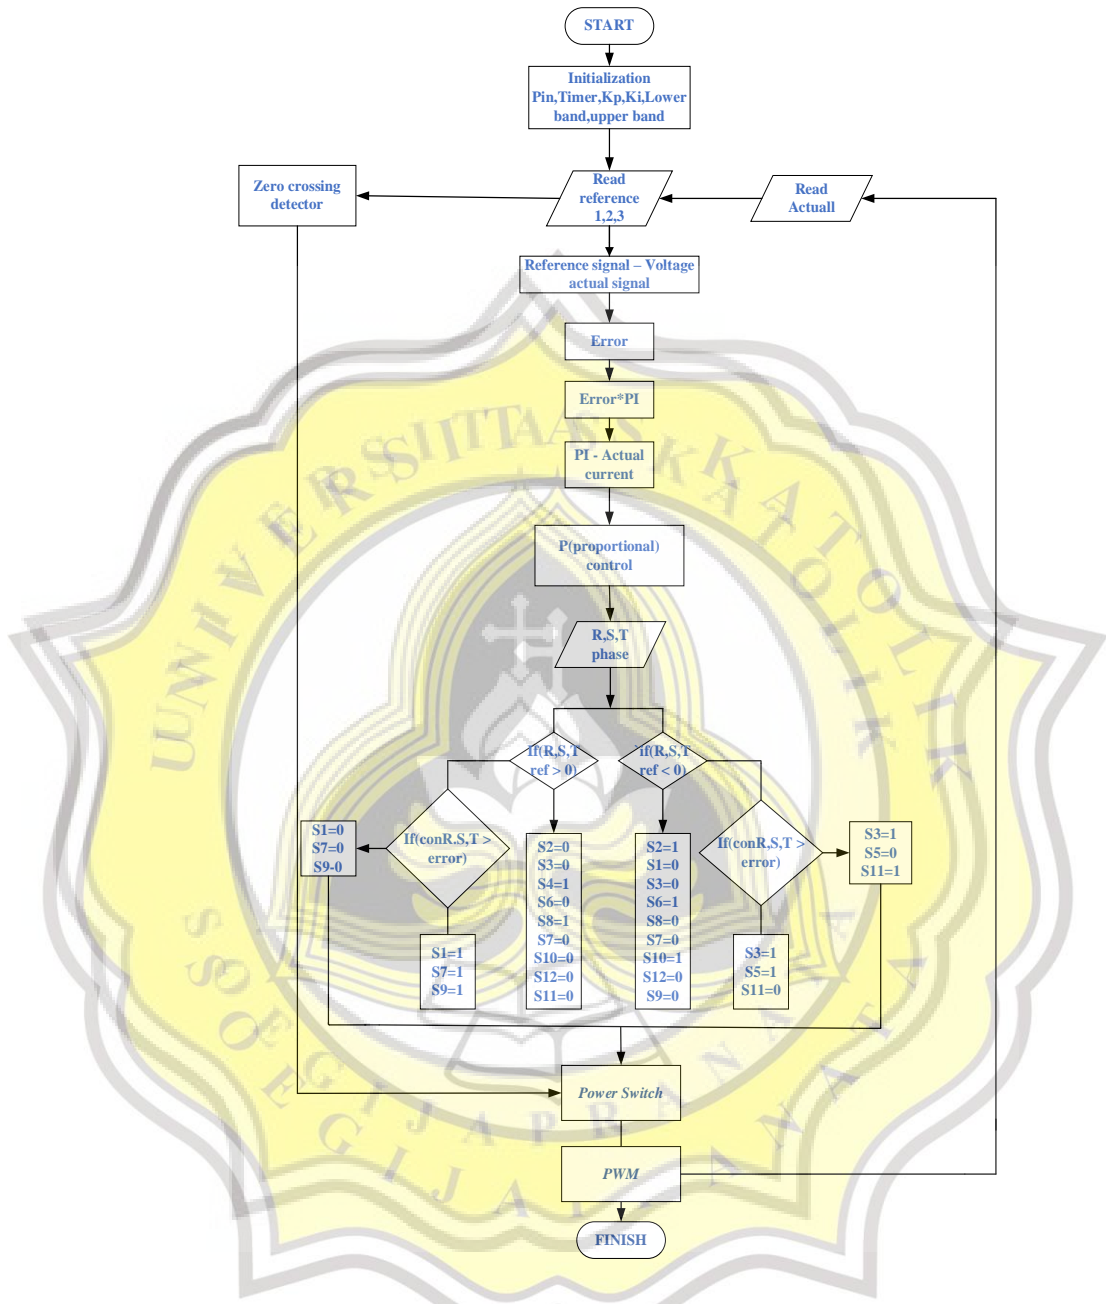 START
Initialization
Pin,Timer,Kp,Ki,Lower
band,upper band
Zero crossing
detector
Read
reference
1,2,3
Read
Actuall
Reference signal – Voltage
actual signal
Error
Error*PI
PI - Actual
current
P(proportional)
control
R,S,T
phase
If(R,S,T
ref > 0)
if(R,S,T
ref < 0)
S1=0
S7=0
S9-0
If(conR.S,T >
error)
S2=0
S3=0
S4=1
S6=0
S8=1
S7=0
S10=0
S12=0
S11=0
S2=1
S1=0
S3=0
S6=1
S8=0
S7=0
S10=1
S12=0
S9=0
If(conR,S,T >
error)
S3=1
S5=0
S11=1
S1=1
S7=1
S9=1
S3=1
S5=1
S11=0
Power Switch
PWM
FINISH
UNIVERSITAS KATOLIK
SOEGIJAPRANATA